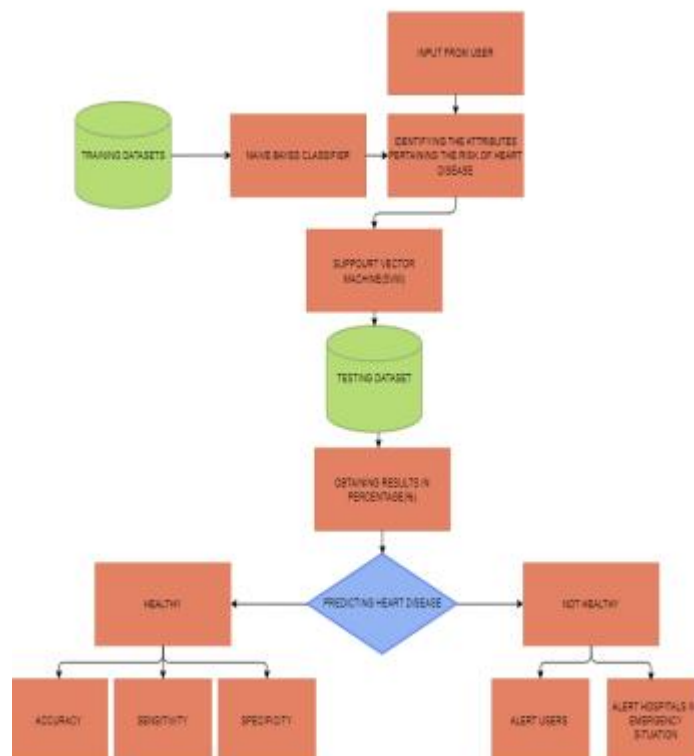 INPUT FROM USER
TRAINING DATASETS
NAIVE BAYES CLASSIFIER
IDENTIFYING THE ATTRIBUTES
PERTAINING THE RISK OF HEART
DISEASE
SUPPOURT VECTOR
MACHINE(SVM)
TESTING DATASET
OBTAINING RESULTS IN
PERCENTAGE(%)
PREDICTING HEART DISEASE
HEALTHY
NOT HEALTHY
ACCURACY
SENSITIVITY
SPECIFICITY
ALERT USERS
ALERT HOSPITALS IN
EMERGENCY
SITUATION